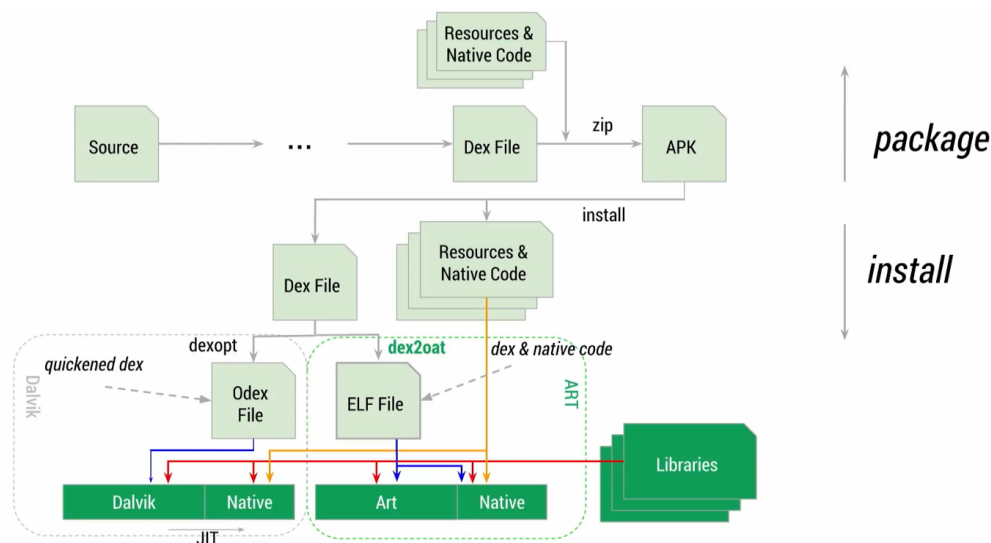 Resources &
Native Code
Source
...
Dex File
zip
APK
package
install
Resources &
Native Code
Dex File
install
dexopt
dex2oat
dex & native code
quickened dex
Dalvik
Odex
File
ELF File
ART
Libraries
Dalvik
Native
Art
Native
JIT